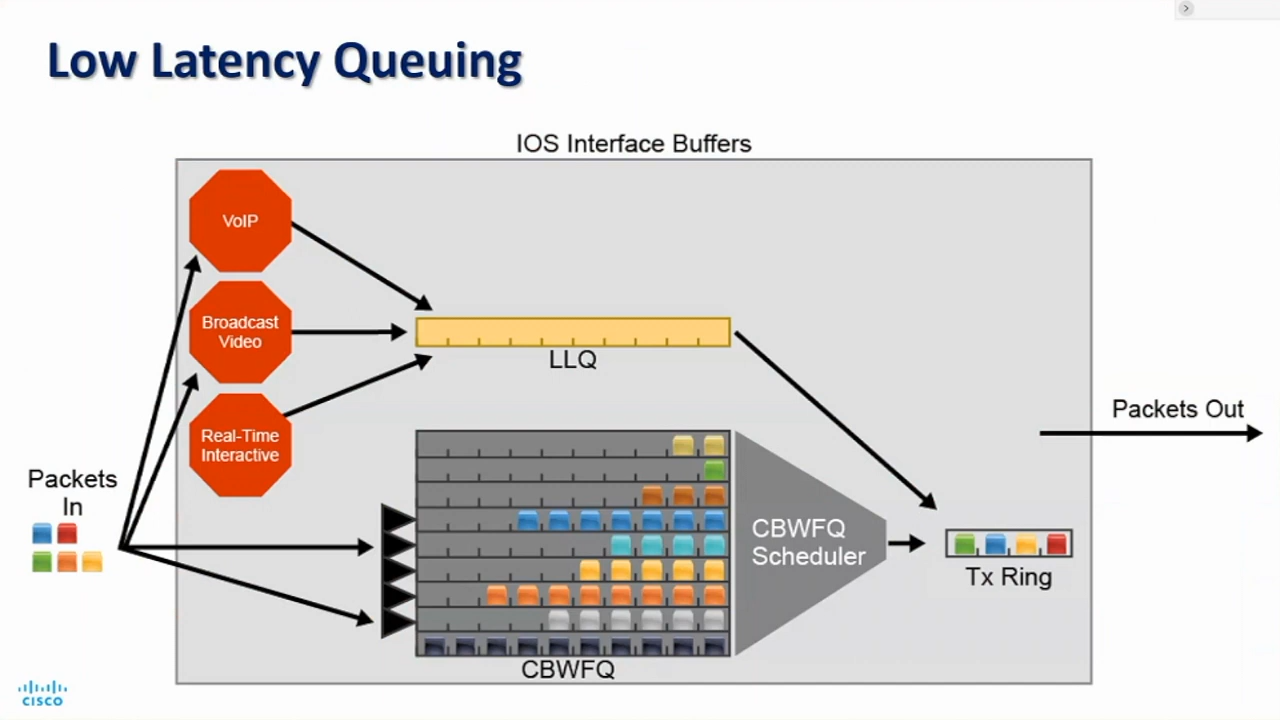 Low Latency Queuing
IOS Interface Buffers
VoIP
Broadcast
Video
Real-Time
Interactive
LLQ
Packets
In
CBWFQ
Scheduler
CBWFQ
Tx Ring
Packets Out
CISCO